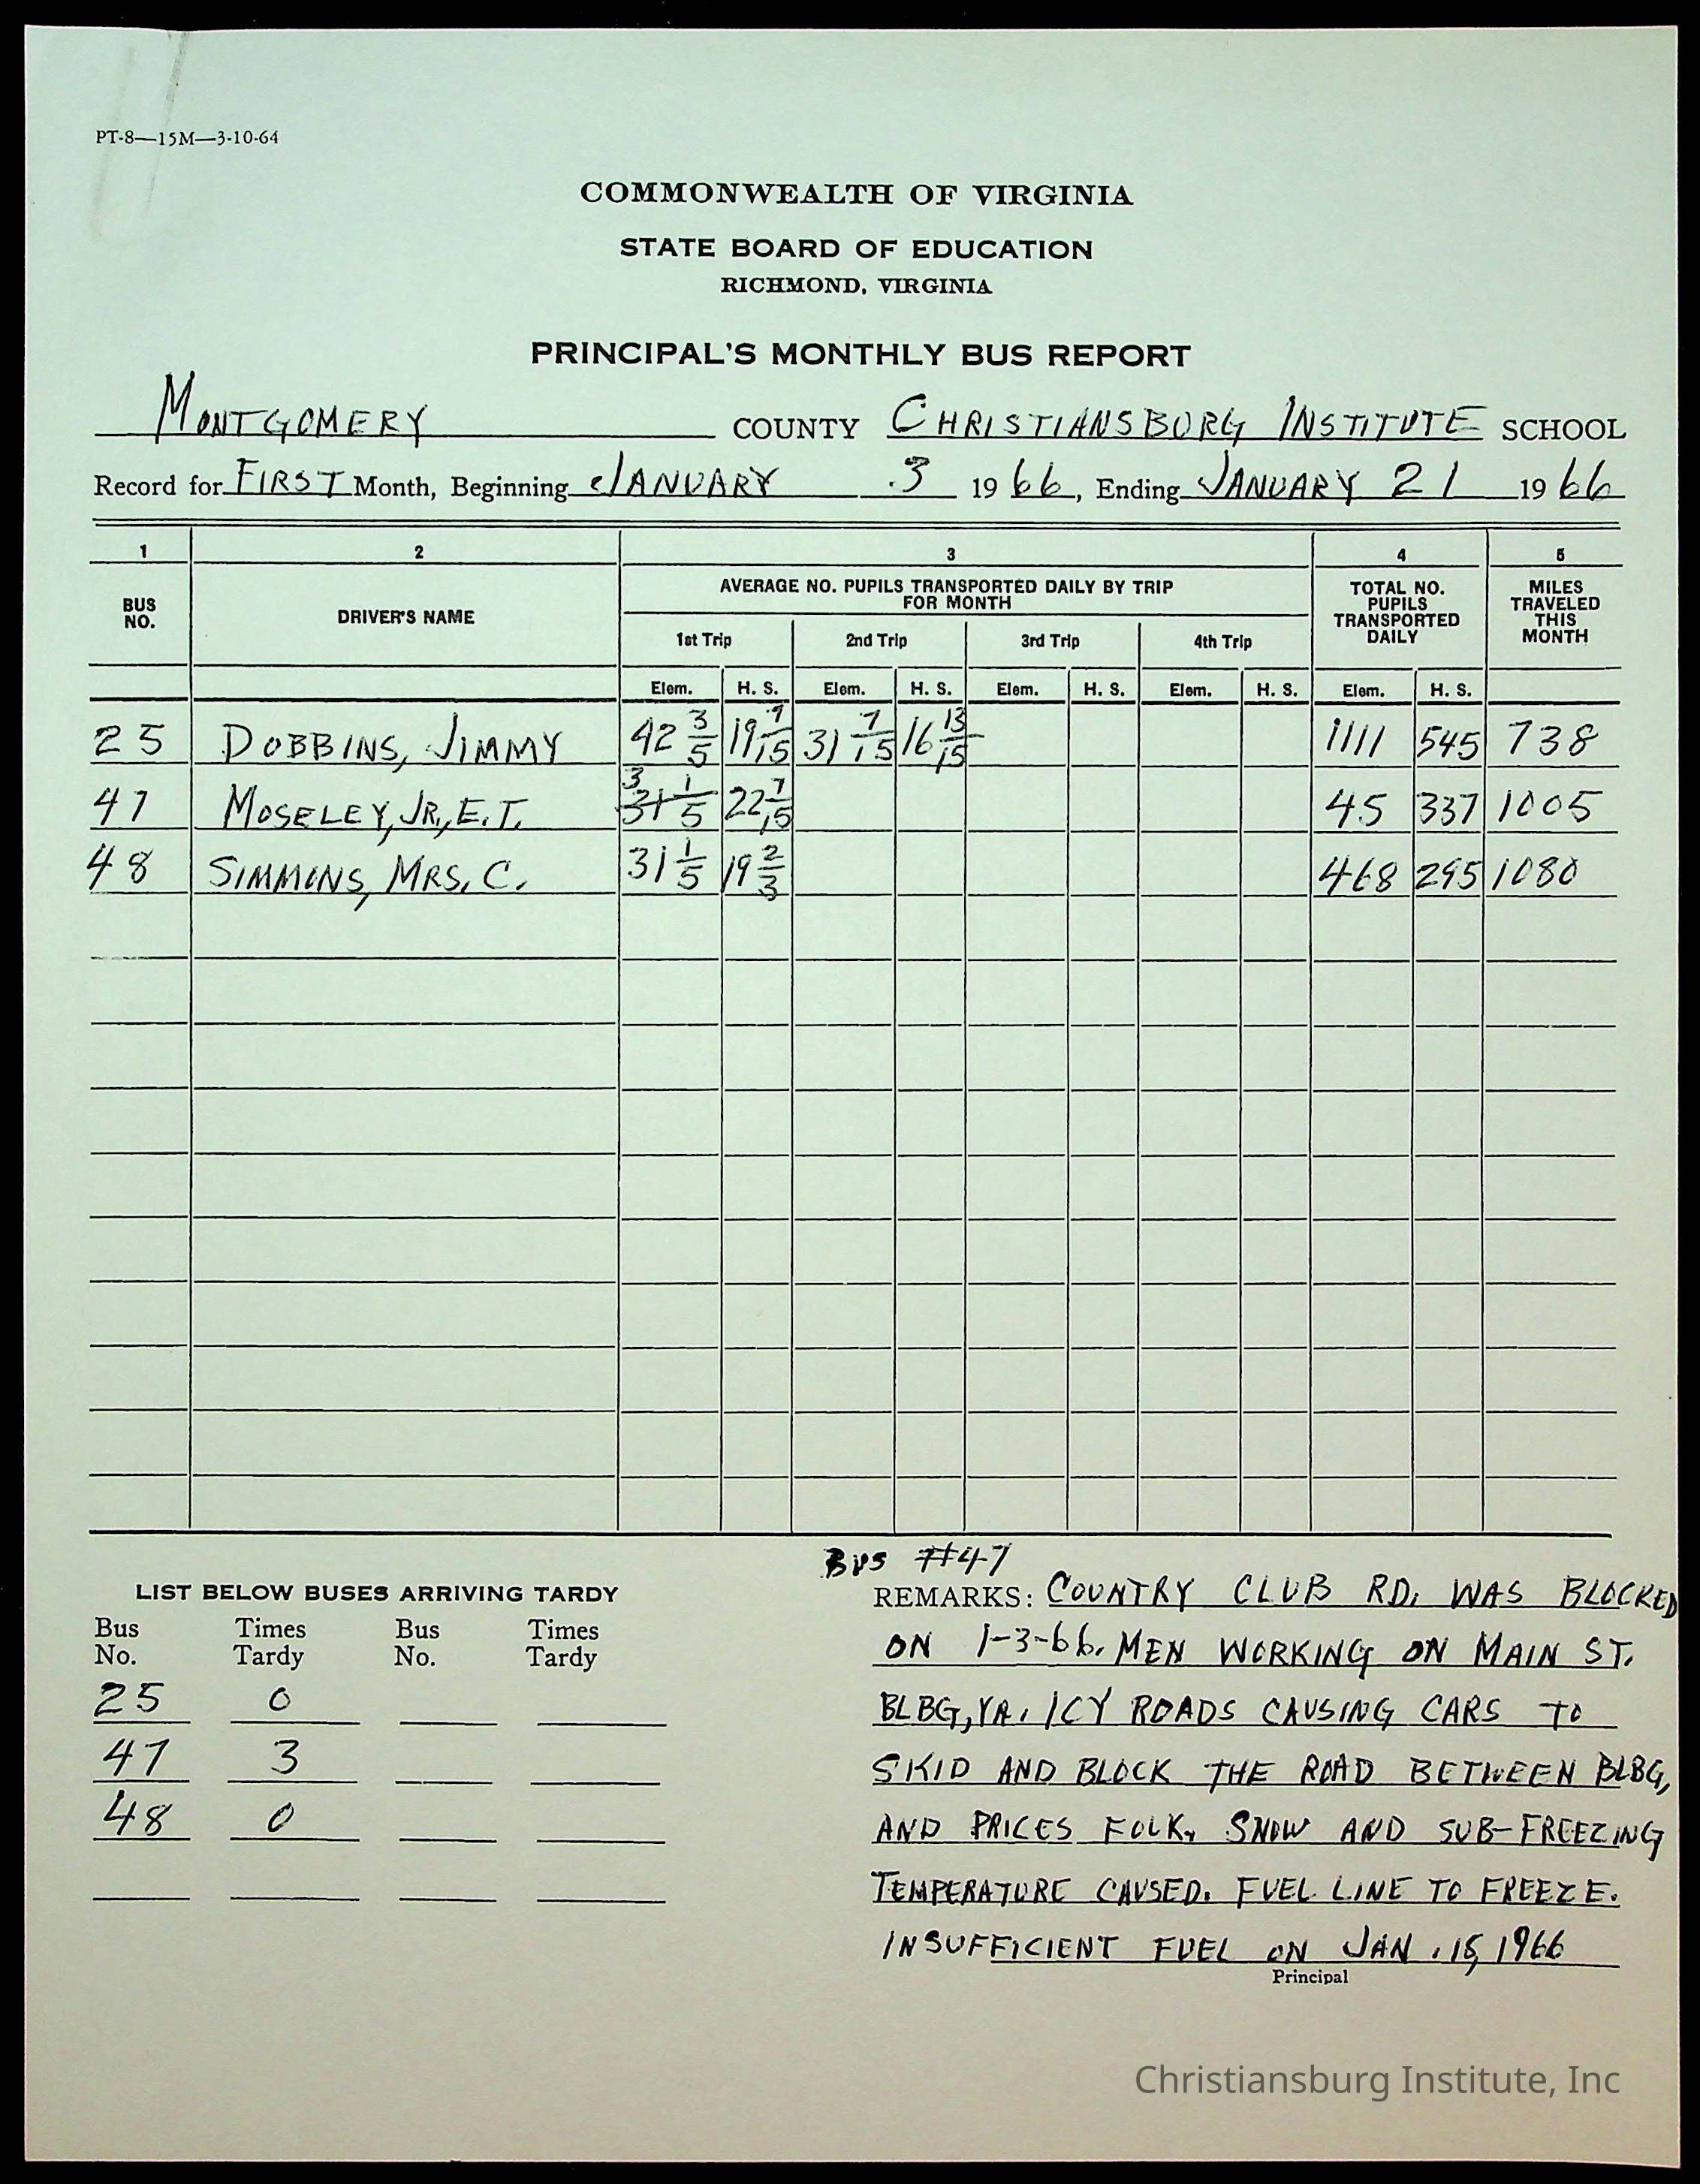 PT-8—15M—3-10-64
COMMONWEALTH OF VIRGINIA
STATE BOARD OF EDUCATION
RICHMOND, VIRGINIA
PRINCIPAL'S MONTHLY BUS REPORT
MONTGOMERY COUNTY CHRISTIANSBURG INSTITUTE SCHOOL
Record for FIRST Month, Beginning JANUARY 3 1966, Ending JANUARY 21 1966
1 2 3 4 5
BUS NO. DRIVER'S NAME AVERAGE NO. PUPILS TRANSPORTED DAILY BY TRIP FOR MONTH TOTAL NO. PUPILS TRANSPORTED DAILY MILES TRAVELED THIS MONTH
1st Trip 2nd Trip 3rd Trip 4th Trip
Elem. H. S. Elem. H. S. Elem. H. S. Elem. H. S. Elem. H. S.
25 DOBBINS, JIMMY 42 3/5 19 7/15 31 7/15 16 13/15 1111 545 738
47 MOSELEY, JR., E. T. 3 31 1/5 22 7/15 45 337 1005
48 SIMMONS, MRS. C. 31 1/5 19 2/3 468 295 1080
LIST BELOW BUSES ARRIVING TARDY
Bus No. Times Tardy Bus No. Times Tardy
25 0
47 3
48 0
BUS #47
REMARKS: COUNTRY CLUB RD. WAS BLOCKED
ON 1-3-66. MEN WORKING ON MAIN ST.
BLBG, VA. ICY ROADS CAUSING CARS TO
SKID AND BLOCK THE ROAD BETWEEN BLBG,
AND PRICES FOLK. SNOW AND SUB-FREEZING
TEMPERATURE CAUSED. FUEL LINE TO FREEZE.
INSUFFICIENT FUEL ON JAN. 15, 1966
Principal
Christiansburg Institute, Inc